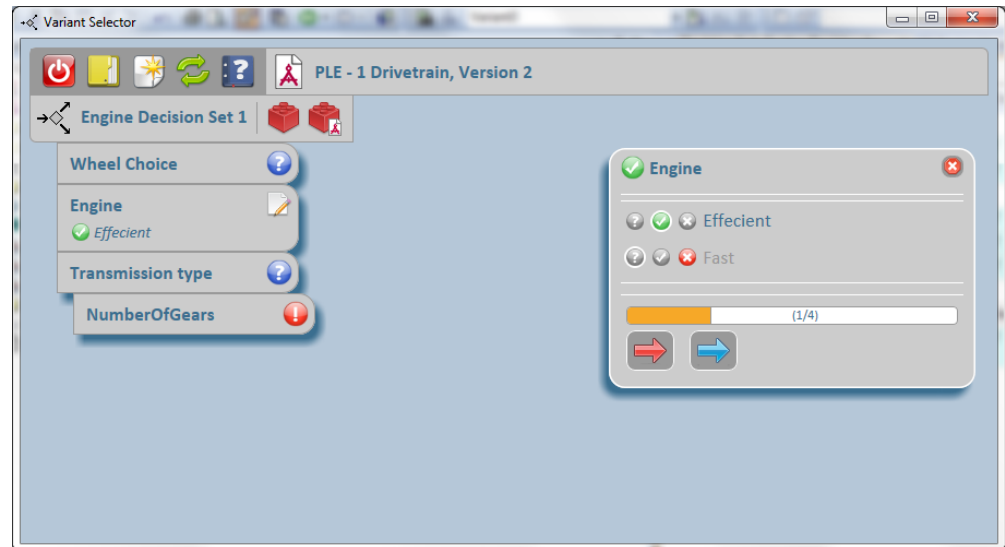 Variant Selector
PLE - 1 Drivetrain, Version 2
Engine Decision Set 1
Wheel Choice
Engine
Effecient
Transmission type
NumberOfGears
Engine
Effecient
Fast
(1/4)